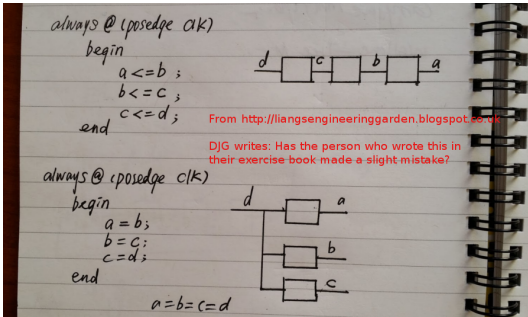 always @ (posedge clk)
begin
a <= b ;
b <= c ;
c <= d ;
end
d c b a
From http://liangsengineeringgarden.blogspot.co.uk
DJG writes: Has the person who wrote this in
their exercise book made a slight mistake?
always @ (posedge clk)
begin
a = b ;
b = c ;
c = d ;
end
d a
b
c
a = b = c = d